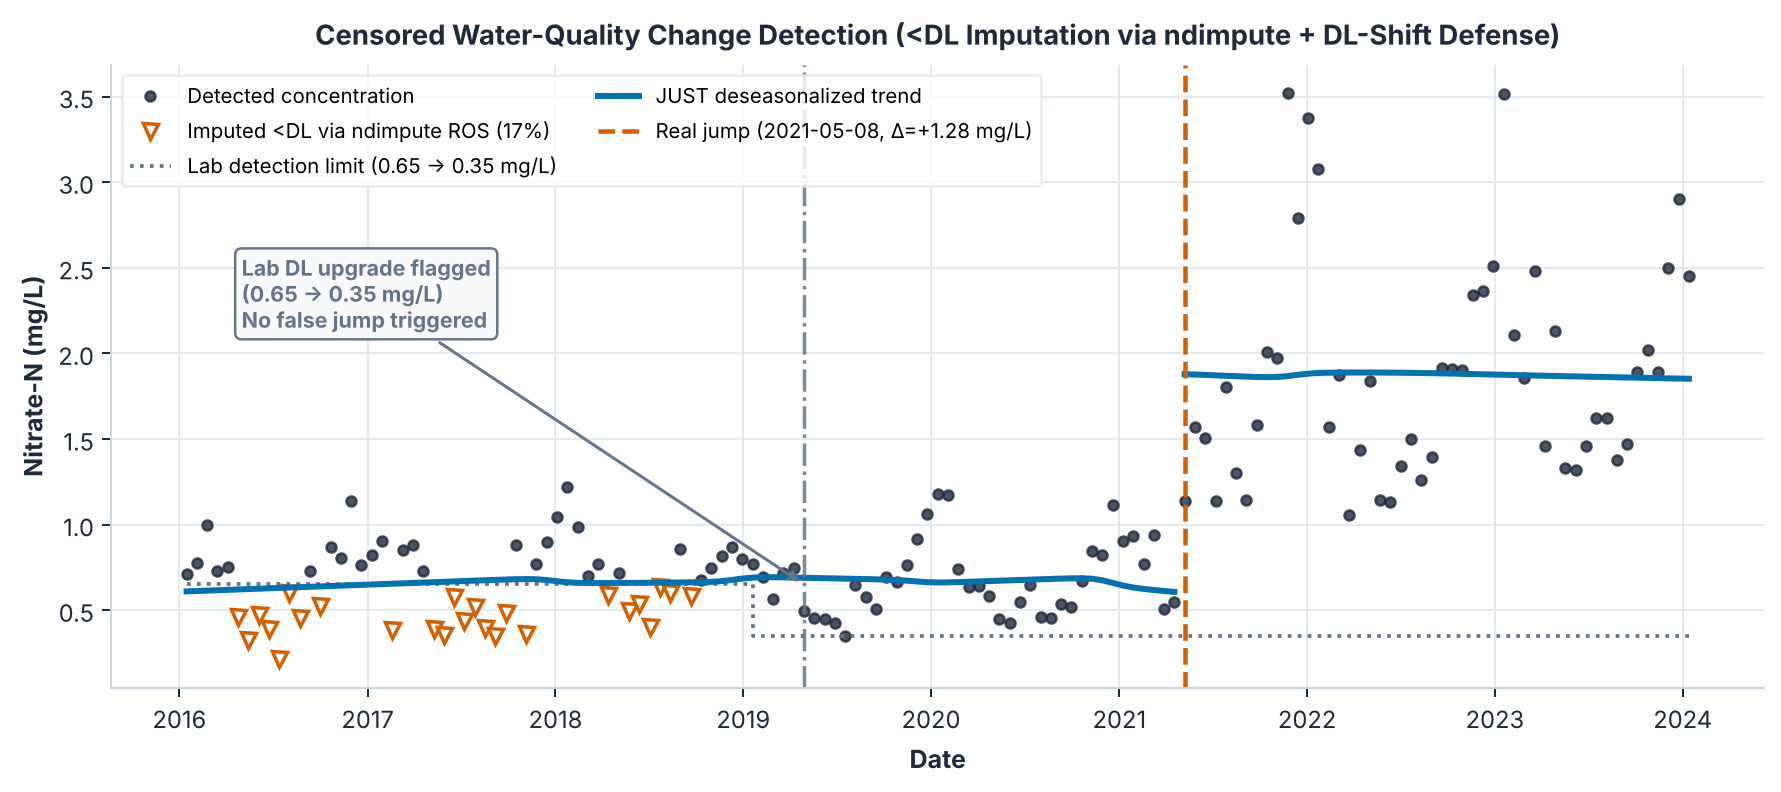 Censored Water-Quality Change Detection (<DL Imputation via ndimpute + DL-Shift Defense)
Detected concentration
Imputed <DL via ndimpute ROS (17%)
Lab detection limit (0.65 → 0.35 mg/L)
JUST deseasonalized trend
Real jump (2021-05-08, Δ=+1.28 mg/L)
Lab DL upgrade flagged
(0.65 → 0.35 mg/L)
No false jump triggered
Nitrate-N (mg/L)
3.5
3.0
2.5
2.0
1.5
1.0
0.5
2016
2017
2018
2019
2020
2021
2022
2023
2024
Date